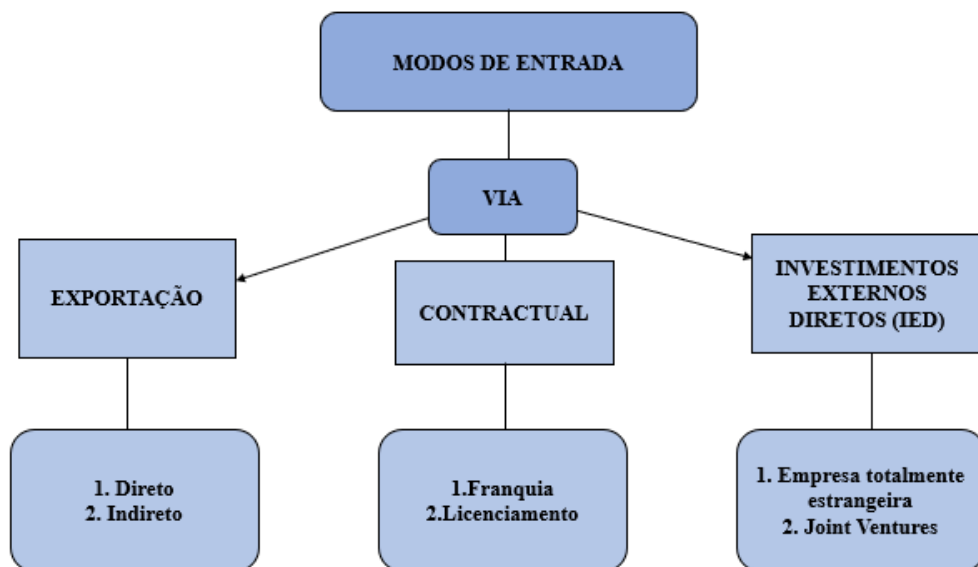 MODOS DE ENTRADA
VIA
EXPORTAÇÃO
CONTRACTUAL
INVESTIMENTOS
EXTERNOS
DIRETOS (IED)
1. Direto
2. Indireto
1.Franquia
2.Licenciamento
1. Empresa totalmente
estrangeira
2. Joint Ventures